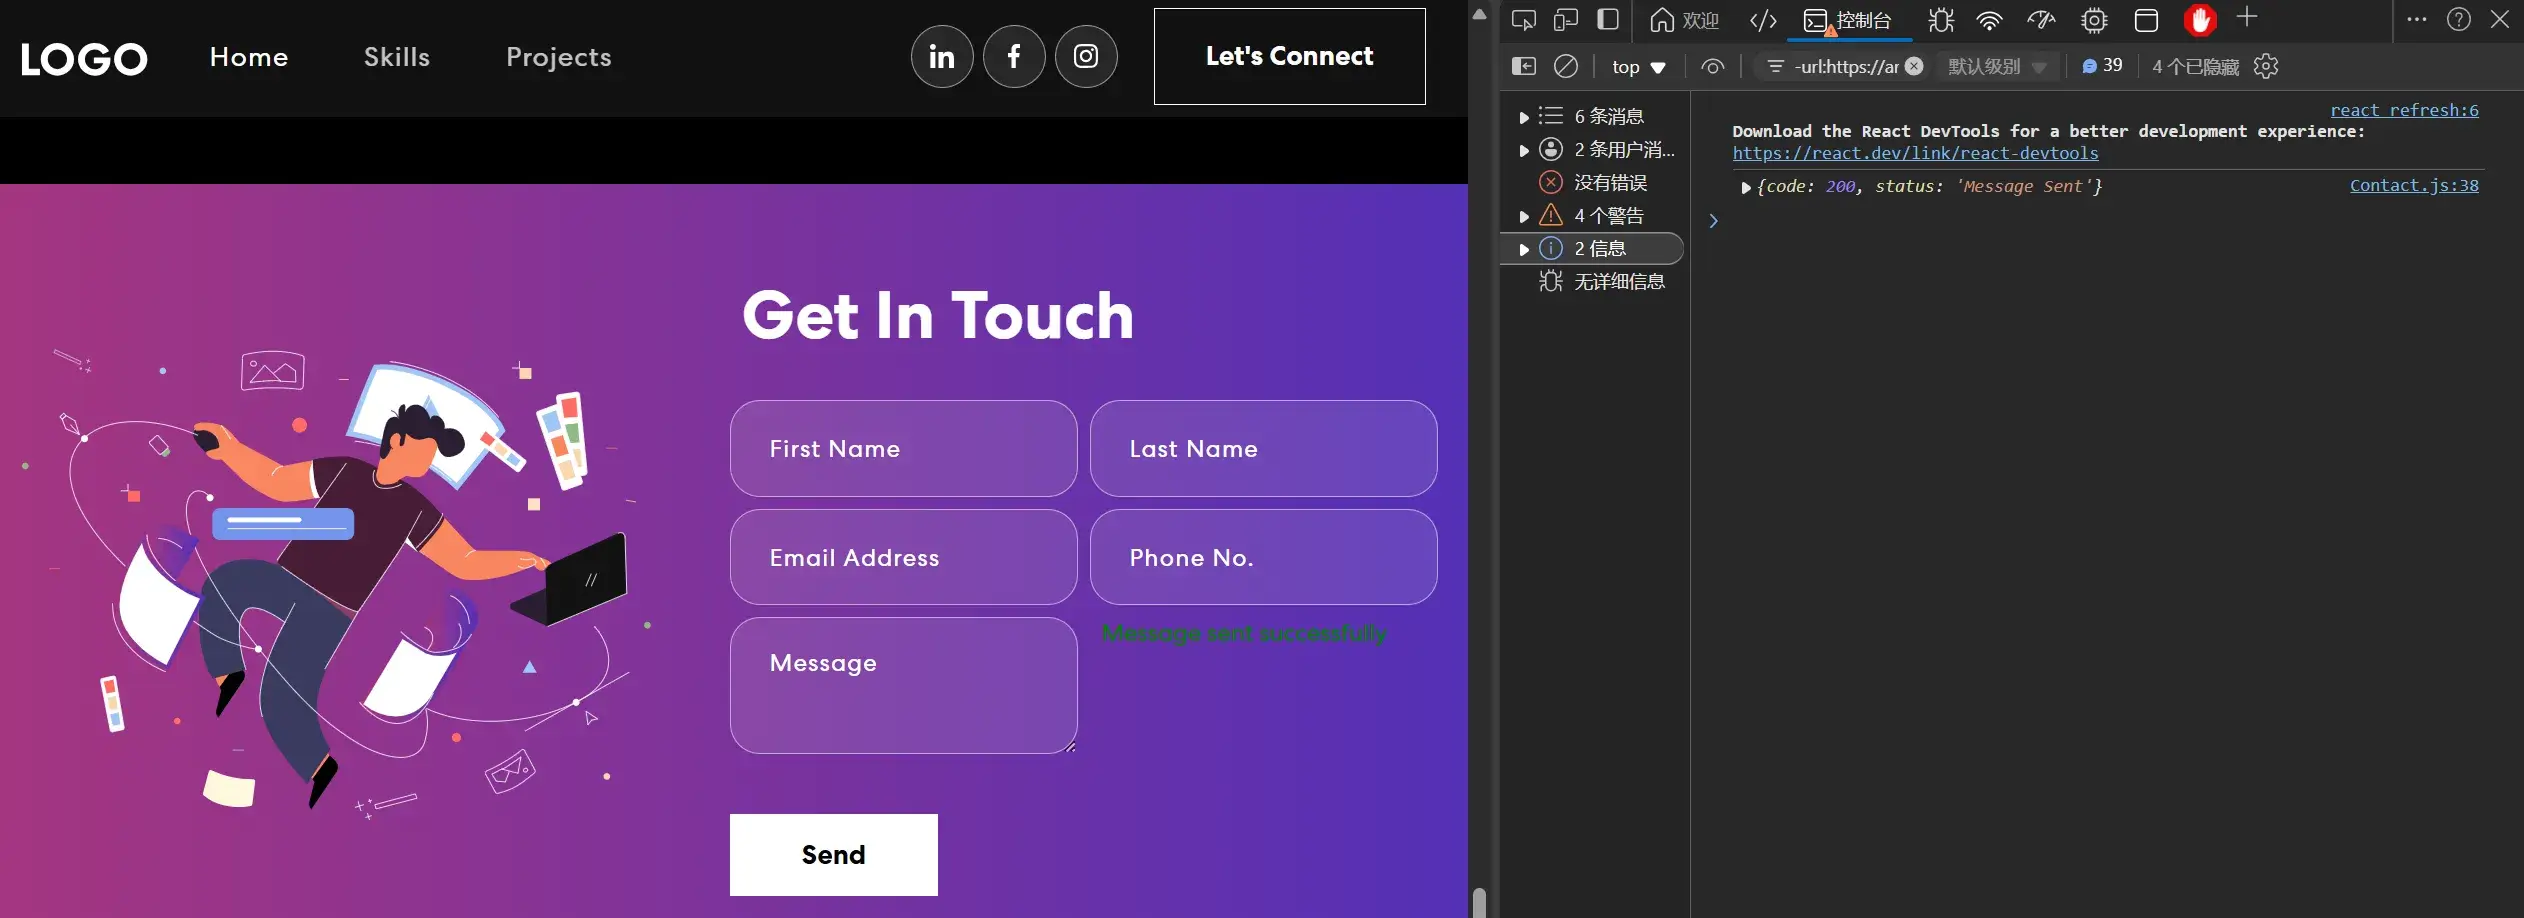 LOGO
Home
Skills
Projects
Let's Connect
Get In Touch
First Name
Last Name
Email Address
Phone No.
Message
Message sent successfully
Send
欢迎
控制台
top
-url:https://ar
默认级别
39
4 个已隐藏
6 条消息
2 条用户消...
没有错误
4 个警告
2 信息
无详细信息
react refresh:6
Download the React DevTools for a better development experience:
https://react.dev/link/react-devtools
{code: 200, status: 'Message Sent'}
Contact.js:38